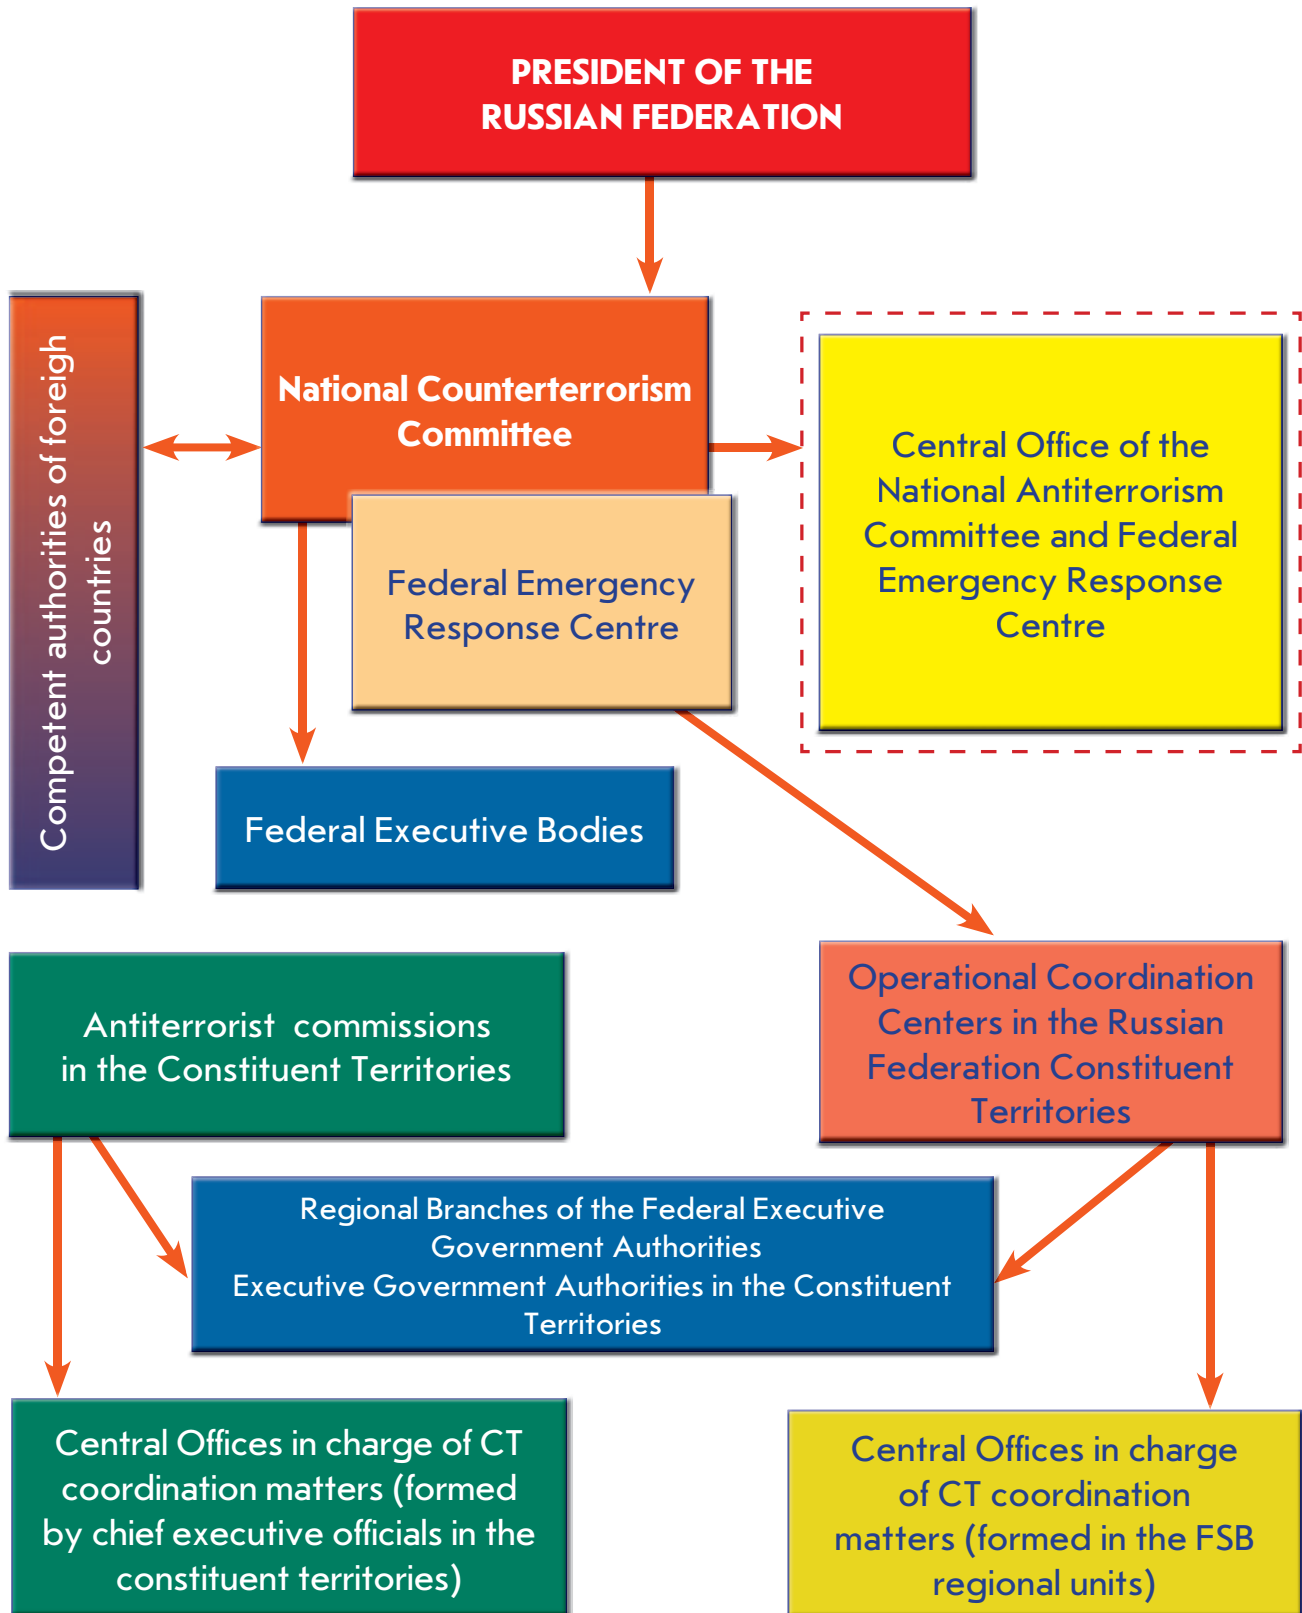 PRESIDENT OF THE
RUSSIAN FEDERATION
Competent authorities of foreigh
countries
National Counterterrorism
Committee
Central Office of the
National Antiterrorism
Committee and Federal
Emergency Response
Centre
Federal Emergency
Response Centre
Federal Executive Bodies
Antiterrorist commissions
in the Constituent Territories
Operational Coordination
Centers in the Russian
Federation Constituent
Territories
Regional Branches of the Federal Executive
Government Authorities
Executive Government Authorities in the Constituent
Territories
Central Offices in charge of CT
coordination matters (formed
by chief executive officials in the
constituent territories)
Central Offices in charge
of CT coordination
matters (formed in the FSB
regional units)